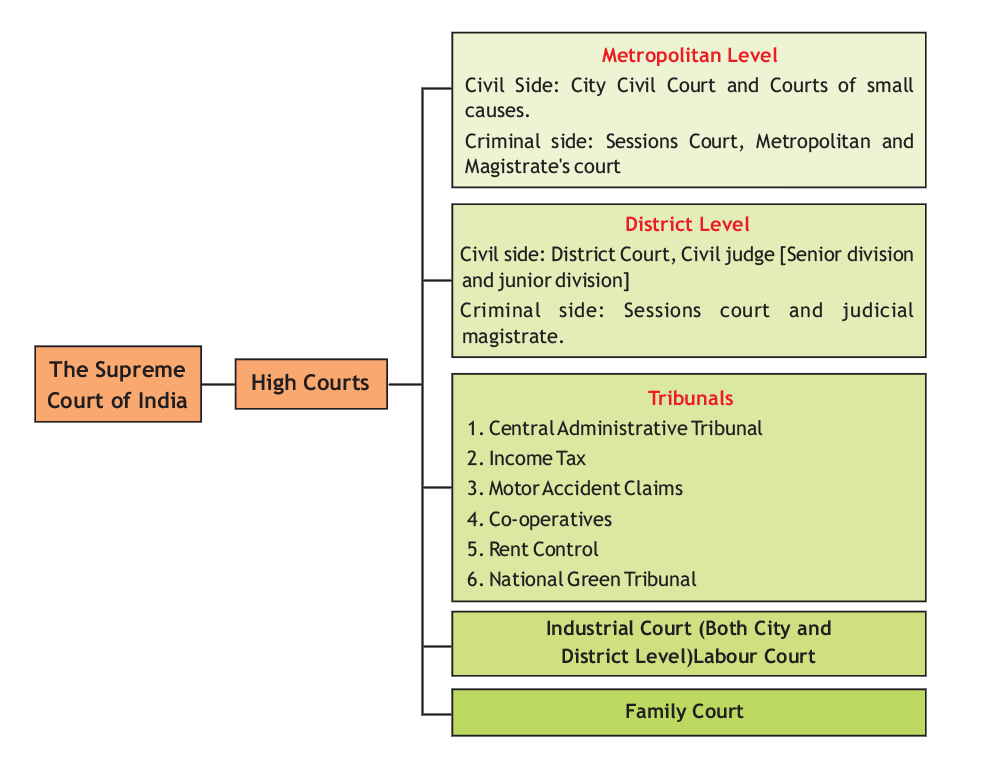 The Supreme
Court of India
High Courts
Metropolitan Level
Civil Side: City Civil Court and Courts of small
causes.
Criminal side: Sessions Court, Metropolitan and
Magistrate's court
District Level
Civil side: District Court, Civil judge [Senior division
and junior division]
Criminal side: Sessions court and judicial
magistrate.
Tribunals
1. Central Administrative Tribunal
2. Income Tax
3. Motor Accident Claims
4. Co-operatives
5. Rent Control
6. National Green Tribunal
Industrial Court (Both City and
District Level)Labour Court
Family Court